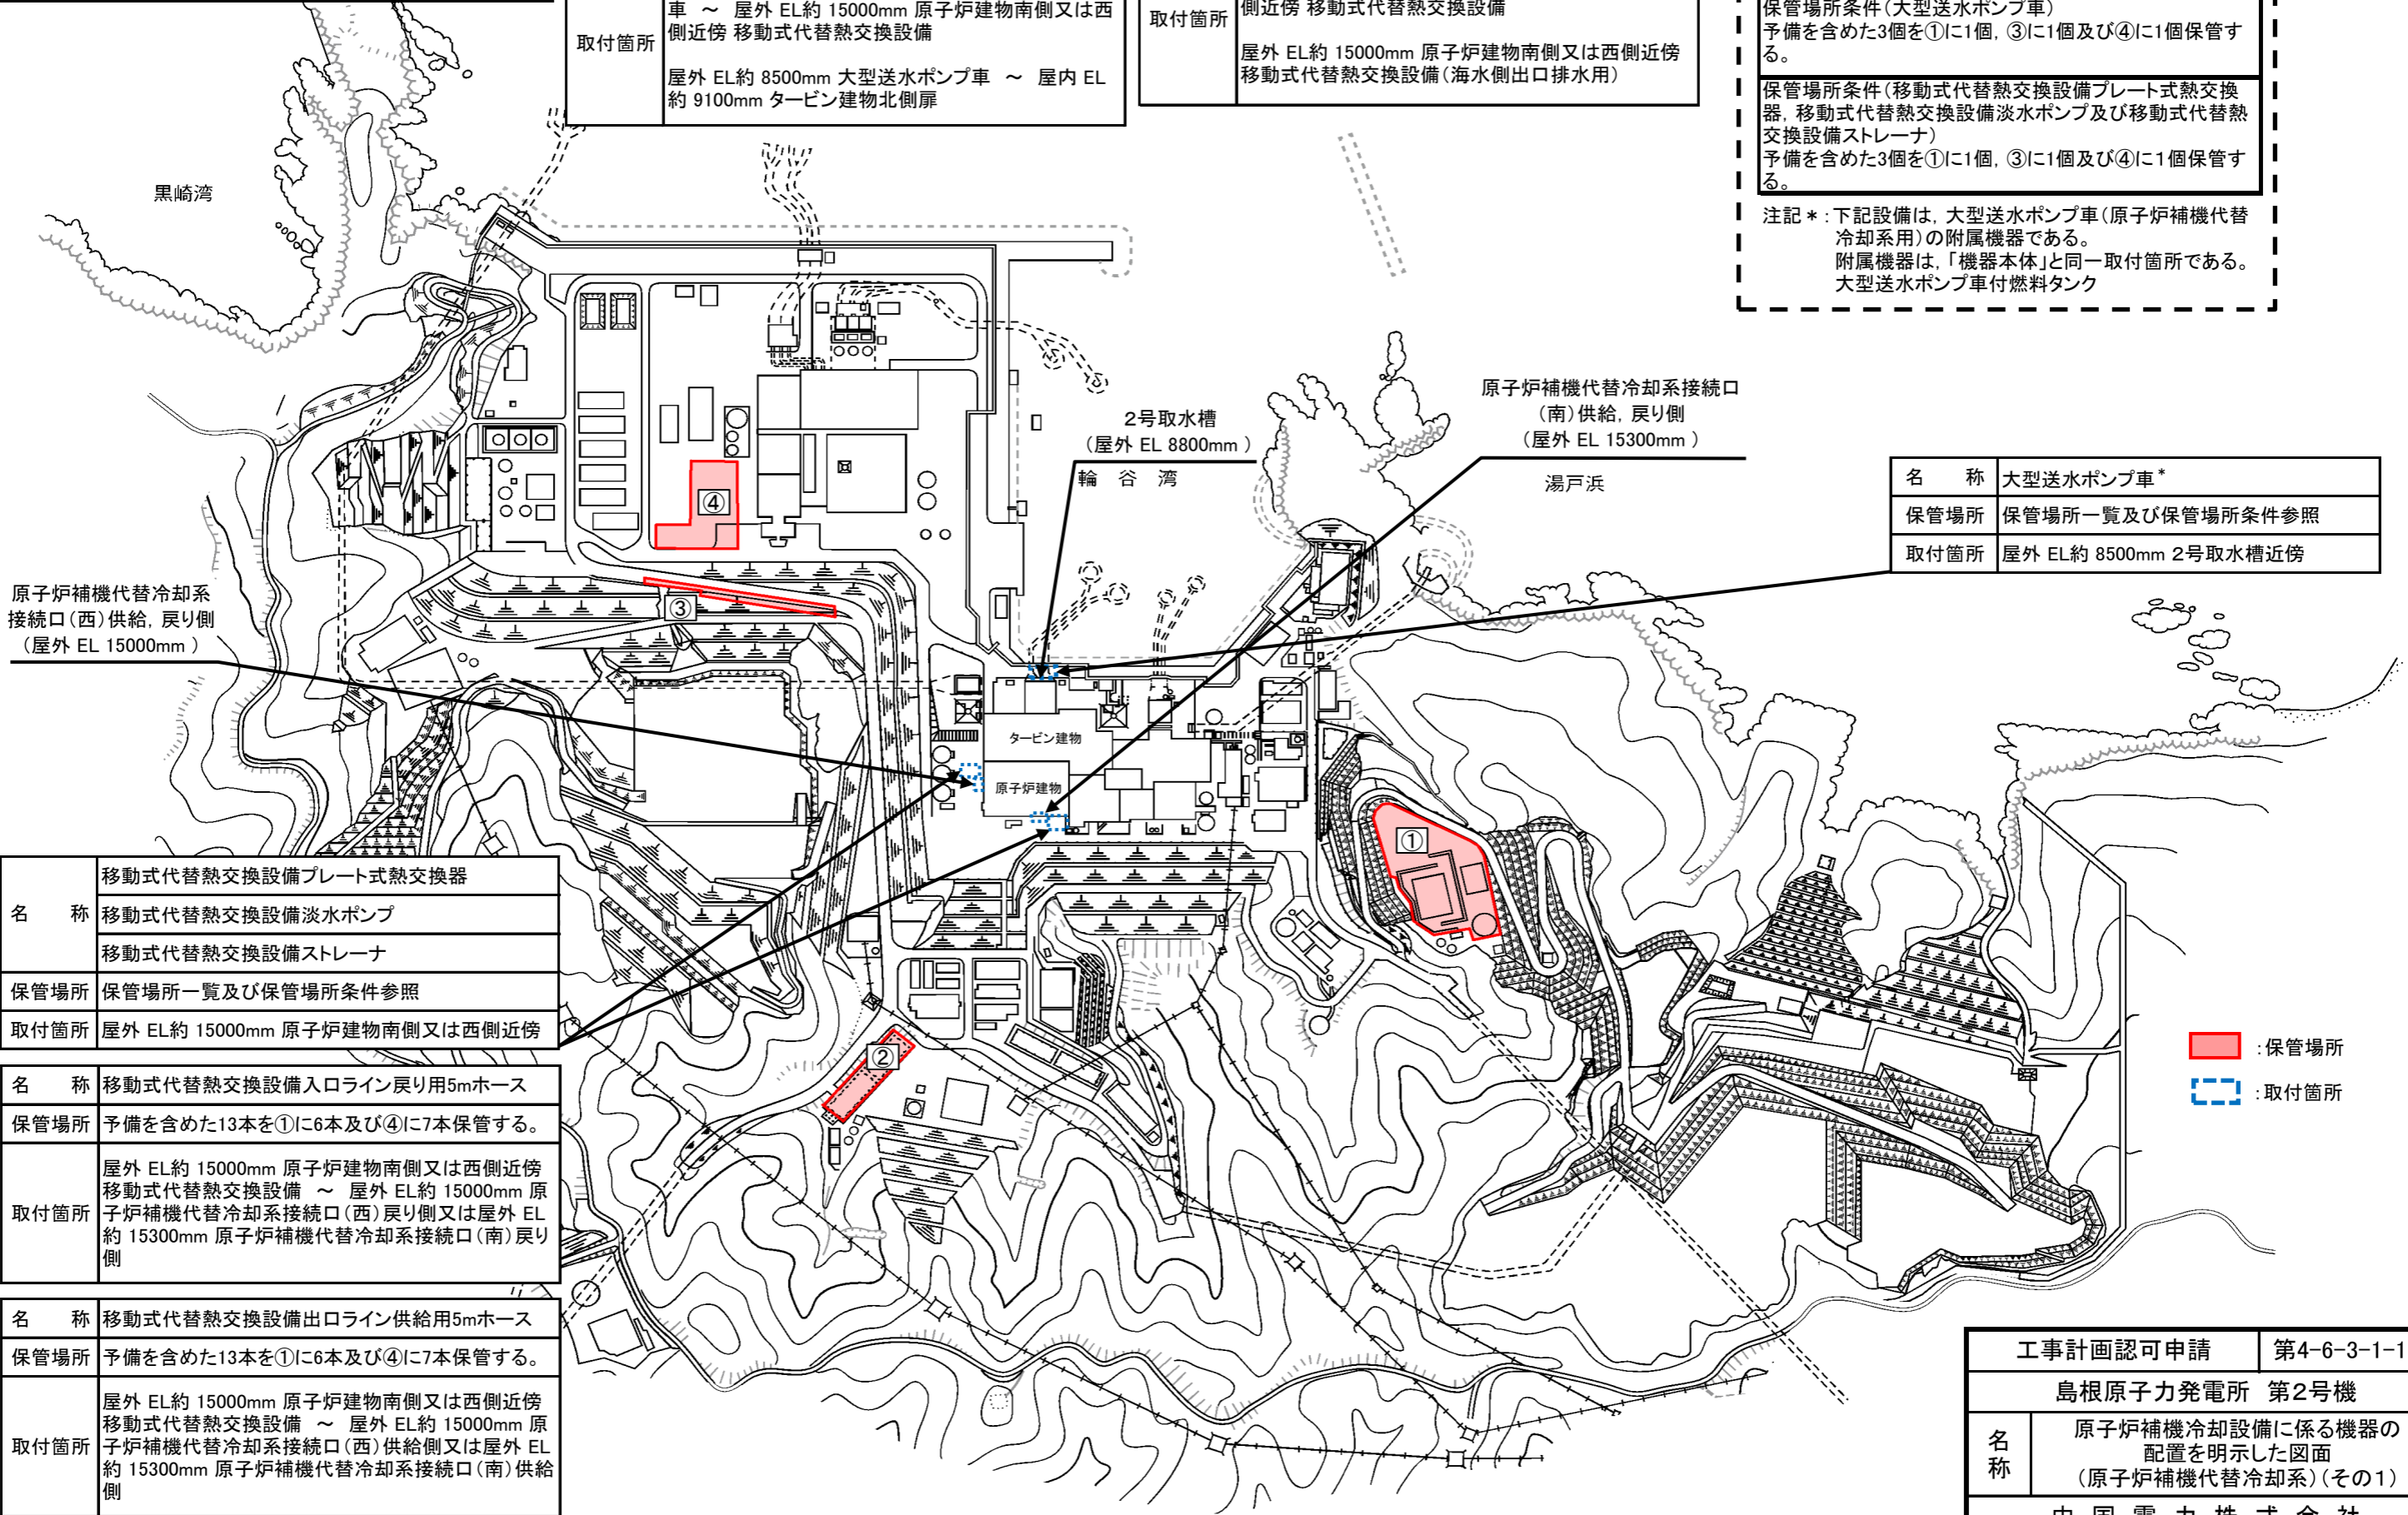 取付箇所
車 ～ 屋外 EL約 15000mm 原子炉建物南側又は西
側近傍 移動式代替熱交換設備
屋外 EL約 8500mm 大型送水ポンプ車 ～ 屋内 EL
約 9100mm タービン建物北側扉
取付箇所
側近傍 移動式代替熱交換設備
屋外 EL約 15000mm 原子炉建物南側又は西側近傍
移動式代替熱交換設備(海水側出口排水用)
保管場所条件(大型送水ポンプ車)
予備を含めた3個を①に1個, ③に1個及び④に1個保管す
る。
保管場所条件(移動式代替熱交換設備プレート式熱交換
器, 移動式代替熱交換設備淡水ポンプ及び移動式代替熱
交換設備ストレーナ)
予備を含めた3個を①に1個, ③に1個及び④に1個保管す
る。
注記*：下記設備は, 大型送水ポンプ車(原子炉補機代替
冷却系用)の附属機器である。
附属機器は,「機器本体」と同一取付箇所である。
大型送水ポンプ車付燃料タンク
黒崎湾
2号取水槽
(屋外 EL 8800mm )
輪 谷 湾
原子炉補機代替冷却系接続口
(南)供給, 戻り側
(屋外 EL 15300mm )
湯戸浜
名 称 大型送水ポンプ車*
保管場所 保管場所一覧及び保管場所条件参照
取付箇所 屋外 EL約 8500mm 2号取水槽近傍
④
③
原子炉補機代替冷却系
接続口(西)供給, 戻り側
(屋外 EL 15000mm )
タービン建物
原子炉建物
①
②
名 称
移動式代替熱交換設備プレート式熱交換器
移動式代替熱交換設備淡水ポンプ
移動式代替熱交換設備ストレーナ
保管場所 保管場所一覧及び保管場所条件参照
取付箇所 屋外 EL約 15000mm 原子炉建物南側又は西側近傍
名 称 移動式代替熱交換設備入口ライン戻り用5mホース
保管場所 予備を含めた13本を①に6本及び④に7本保管する。
取付箇所
屋外 EL約 15000mm 原子炉建物南側又は西側近傍
移動式代替熱交換設備 ～ 屋外 EL約 15000mm 原
子炉補機代替冷却系接続口(西)戻り側又は屋外 EL
約 15300mm 原子炉補機代替冷却系接続口(南)戻り
側
名 称 移動式代替熱交換設備出口ライン供給用5mホース
保管場所 予備を含めた13本を①に6本及び④に7本保管する。
取付箇所
屋外 EL約 15000mm 原子炉建物南側又は西側近傍
移動式代替熱交換設備 ～ 屋外 EL約 15000mm 原
子炉補機代替冷却系接続口(西)供給側又は屋外 EL
約 15300mm 原子炉補機代替冷却系接続口(南)供給
側
：保管場所
：取付箇所
工事計画認可申請 第4-6-3-1-1
島根原子力発電所 第2号機
名称
原子炉補機冷却設備に係る機器の
配置を明示した図面
(原子炉補機代替冷却系)(その1)
中 国 電 力 株 式 会 社